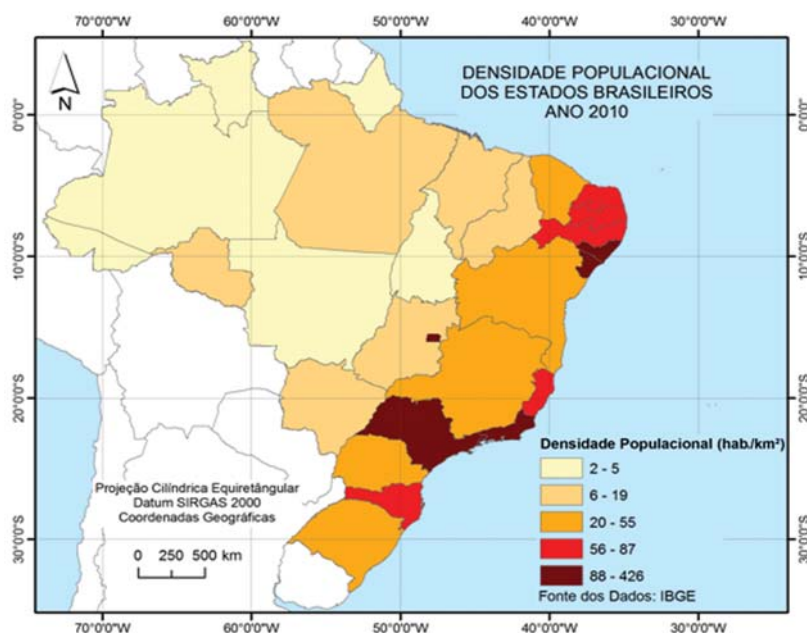 70°0'0"W 60°0'0"W 50°0'0"W 40°0'0"W 30°0'0"W
DENSIDADE POPULACIONAL
DOS ESTADOS BRASILEIROS
ANO 2010
N
0°0'0" 0°0'0"
10°0'0"S 10°0'0"S
20°0'0"S 20°0'0"S
30°0'0"S 30°0'0"S
Projeção Cilíndrica Equiretângular
Datum SIRGAS 2000
Coordenadas Geográficas
0 250 500 km
Densidade Populacional (hab./km²)
2 - 5
6 - 19
20 - 55
56 - 87
88 - 426
Fonte dos Dados: IBGE
70°0'0"W 60°0'0"W 50°0'0"W 40°0'0"W 30°0'0"W